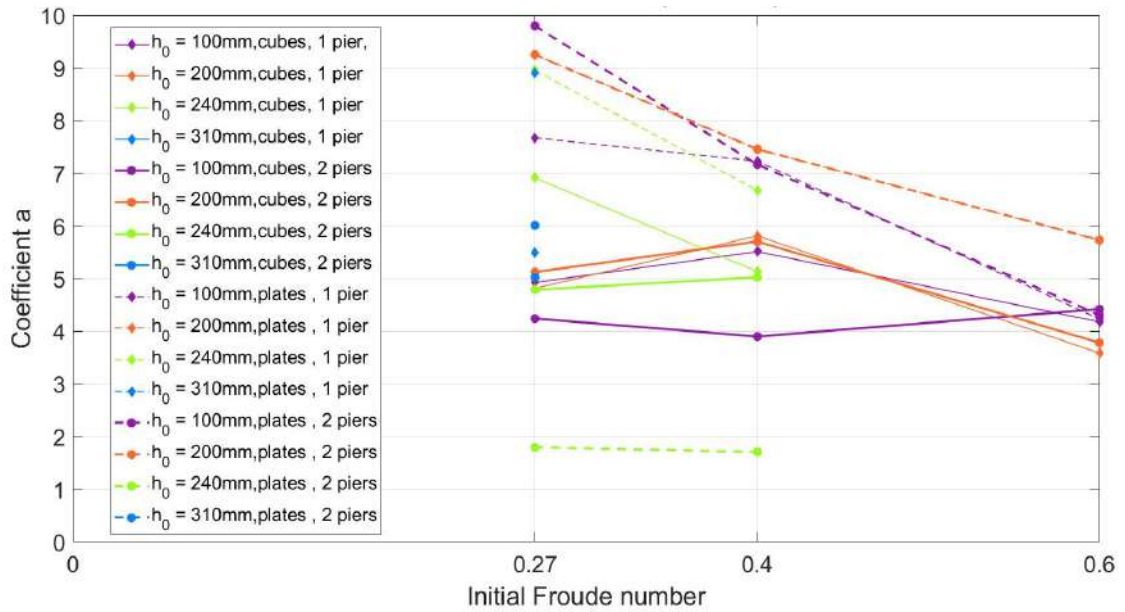 10
9
8
7
6
5
4
3
2
1
0
Coefficient a
h0 = 100mm,cubes, 1 pier,
h0 = 200mm,cubes, 1 pier
h0 = 240mm,cubes, 1 pier
h0 = 310mm,cubes, 1 pier
h0 = 100mm,cubes, 2 piers
h0 = 200mm,cubes, 2 piers
h0 = 240mm,cubes, 2 piers
h0 = 310mm,cubes, 2 piers
h0 = 100mm,plates , 1 pier
h0 = 200mm,plates , 1 pier
h0 = 240mm,plates , 1 pier
h0 = 310mm,plates , 1 pier
h0 = 100mm,plates , 2 piers
h0 = 200mm,plates , 2 piers
h0 = 240mm,plates , 2 piers
h0 = 310mm,plates , 2 piers
0 0.27 0.4 0.6
Initial Froude number